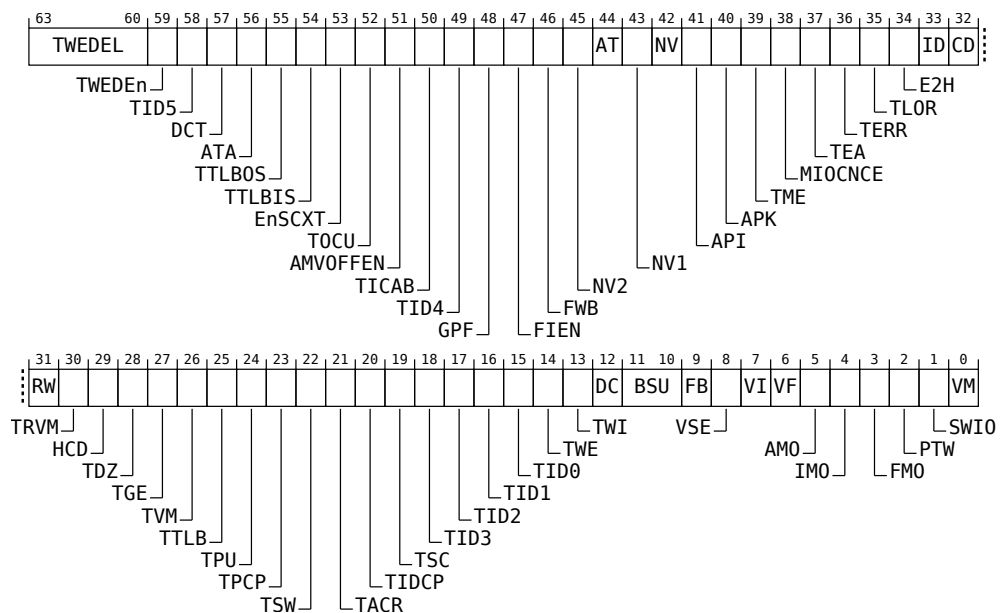 63 60 59 58 57 56 55 54 53 52 51 50 49 48 47 46 45 44 43 42 41 40 39 38 37 36 35 34 33 32
TWEDEL AT NV ID CD
TWEDEn E2H
TID5 TLOR
DCT TERR
ATA TEA
TTLBOS MIOCNCE
TTLBIS TME
EnSCXT APK
TOCU API
AMVOFFEN NV1
TICAB NV2
TID4 FWB
GPF FIEN
31 30 29 28 27 26 25 24 23 22 21 20 19 18 17 16 15 14 13 12 11 10 9 8 7 6 5 4 3 2 1 0
RW DC BSU FB VI VF VM
TRVM TWI VSE SWIO
HCD TWE AMO PTW
TDZ TID0 IMO FMO
TGE TID1
TVM TID2
TTLB TID3
TPU TSC
TPCP TIDCP
TSW TACR